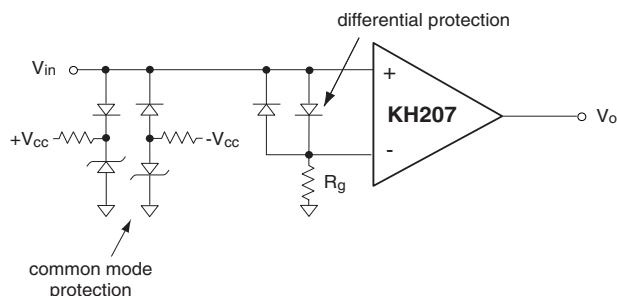 differential protection
Vin
+
KH207
Vo
+Vcc
-Vcc
-
Rg
common mode
protection